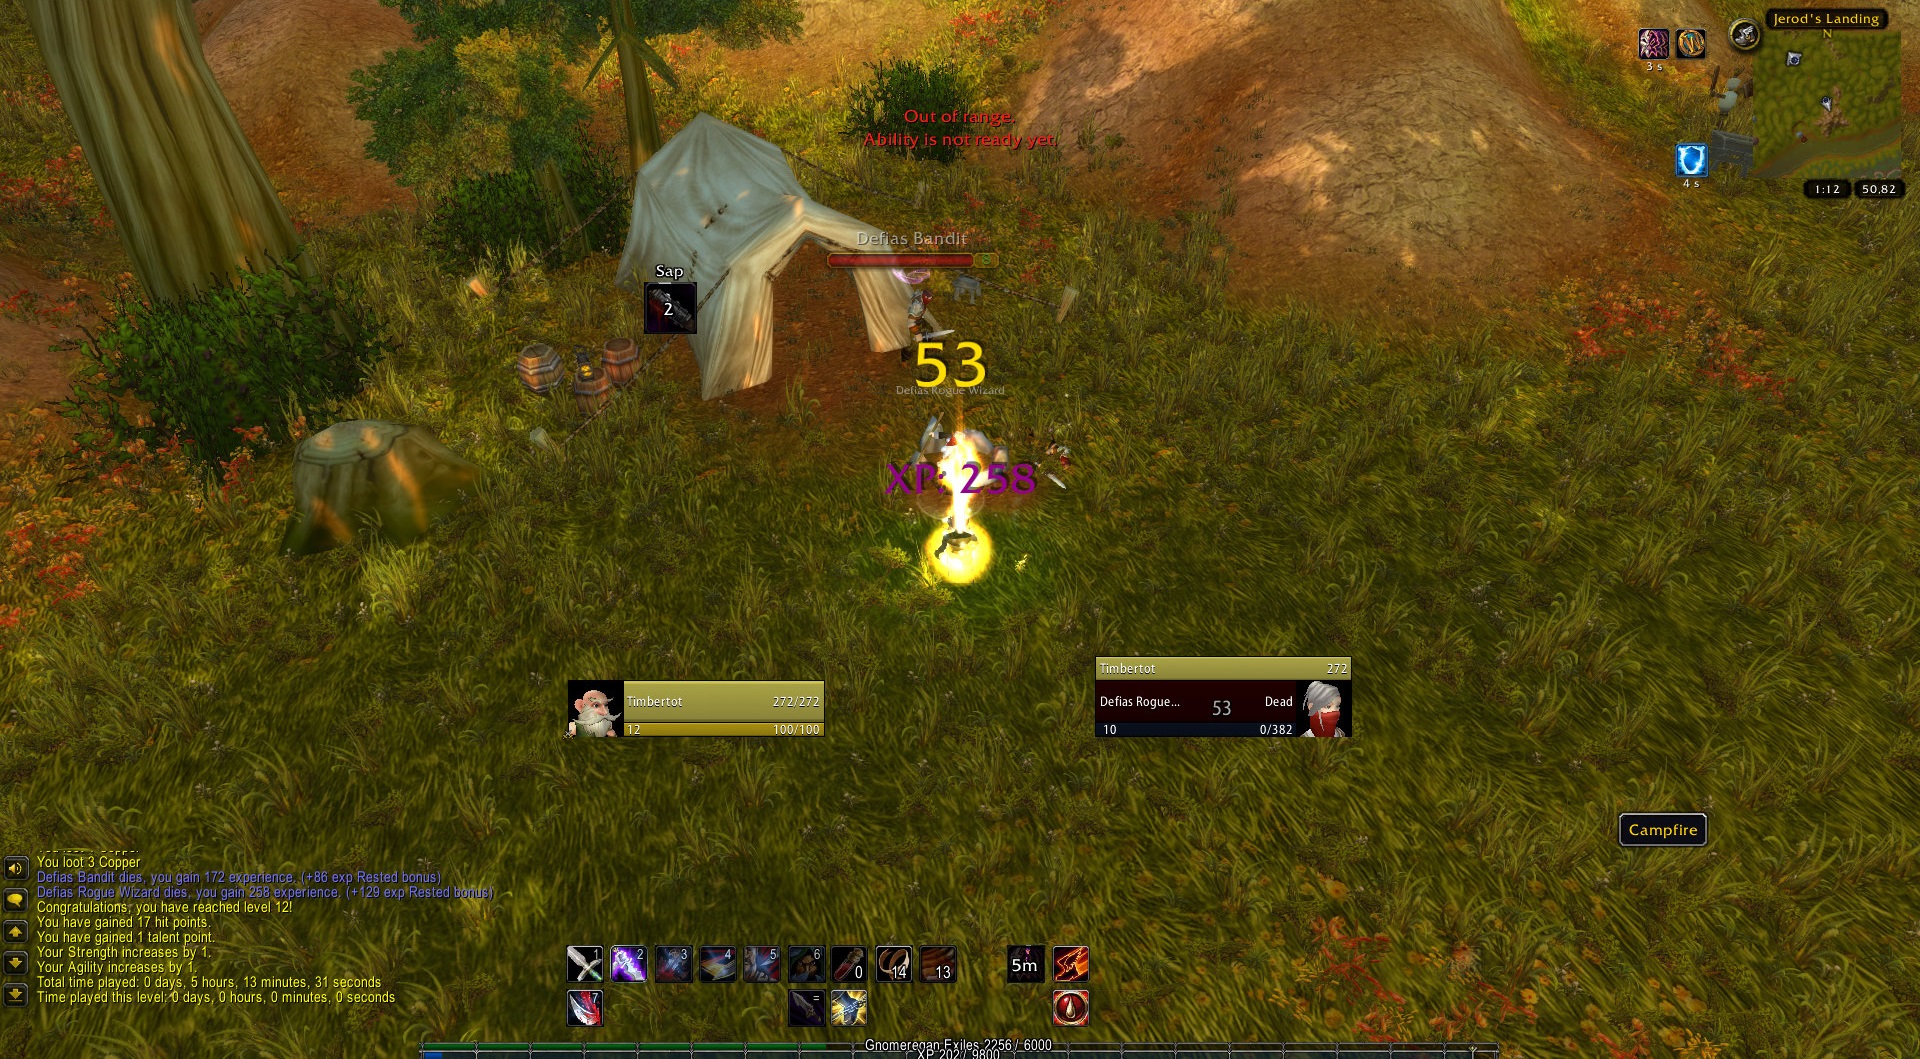 Jerod's Landing
N
3 s
4 s
1:12
50,82
Out of range.
Ability is not ready yet.
Defias Bandit
9
Sap
2
53
Defias Rogue Wizard
XP: 258
Timbertot
272/272
12
100/100
Timbertot
272
Defias Rogue...
53
Dead
10
0/382
Campfire
You loot 3 Copper
Defias Bandit dies, you gain 172 experience. (+86 exp Rested bonus)
Defias Rogue Wizard dies, you gain 258 experience. (+129 exp Rested bonus)
Congratulations, you have reached level 12!
You have gained 17 hit points.
You have gained 1 talent point.
Your Strength increases by 1.
Your Agility increases by 1.
Total time played: 0 days, 5 hours, 13 minutes, 31 seconds
Time played this level: 0 days, 0 hours, 0 minutes, 0 seconds
1
2
3
4
5
6
0
14
13
5m
7
=
Gnomeregan Exiles 2256 / 6000
XP 202 / 9800